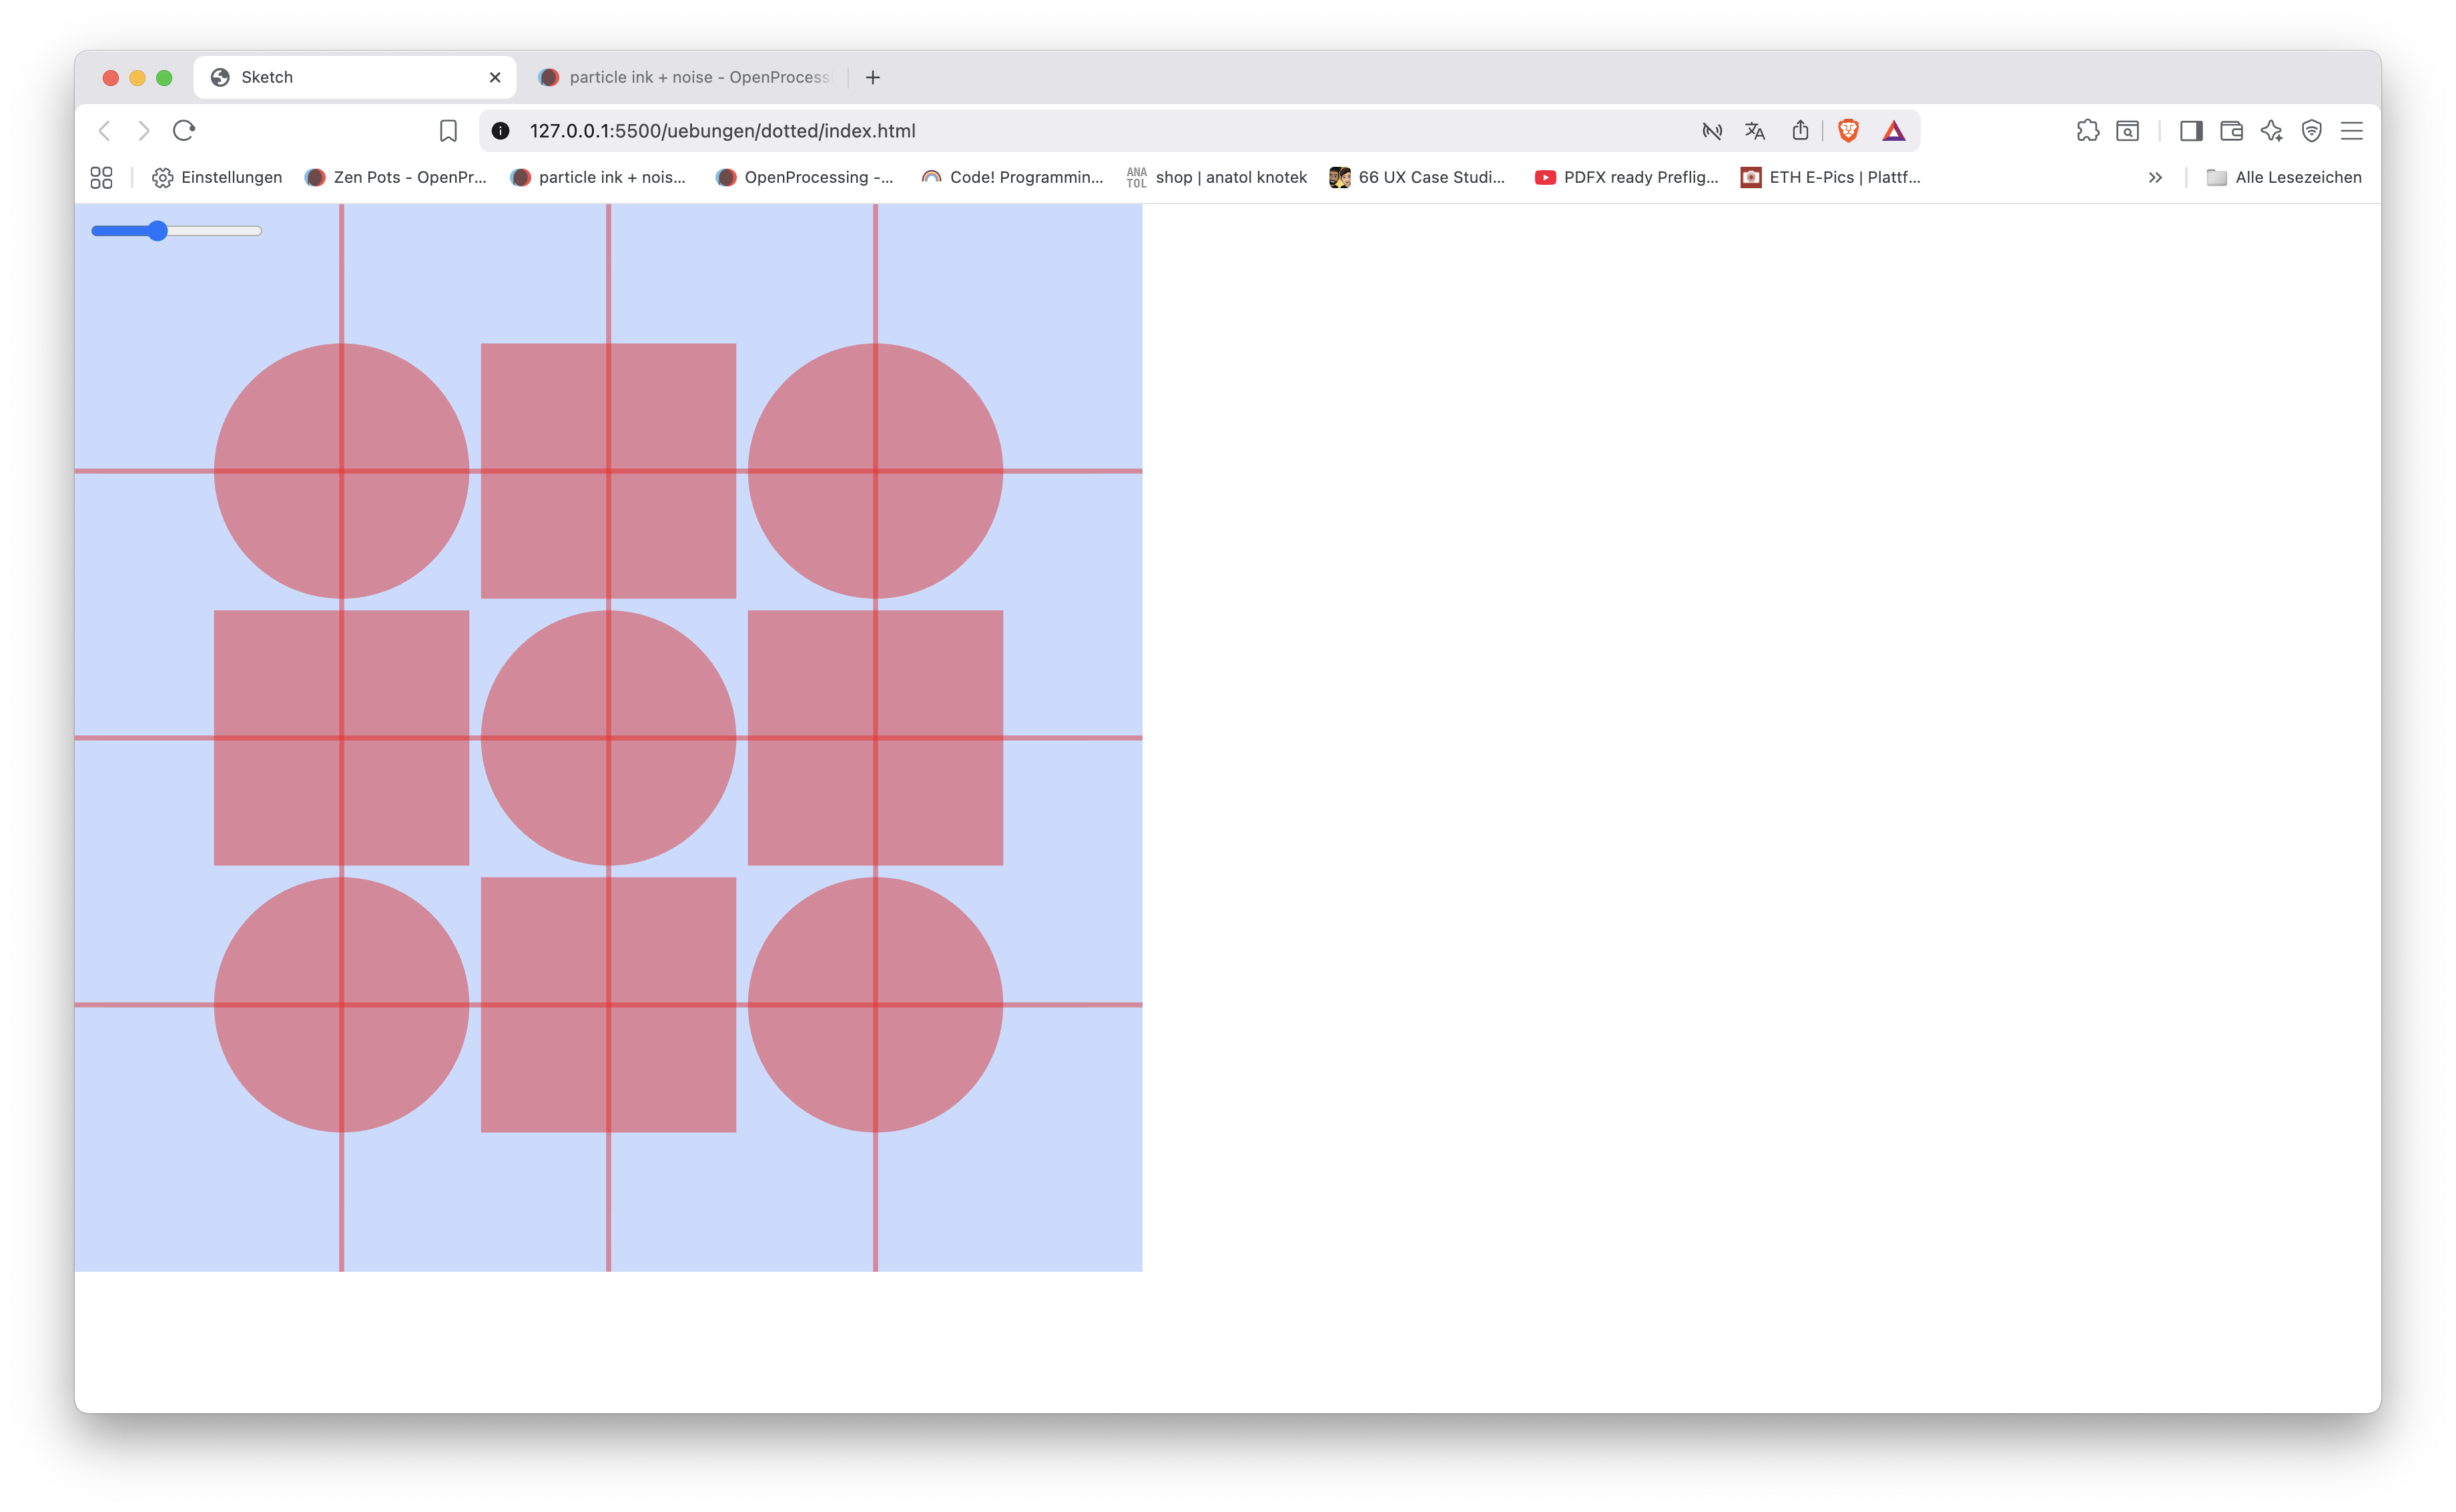 Sketch
particle ink + noise - OpenProcess
127.0.0.1:5500/uebungen/dotted/index.html
Einstellungen
Zen Pots - OpenPr...
particle ink + nois...
OpenProcessing -...
Code! Programmin...
ANA
TOL
shop | anatol knotek
66 UX Case Studi...
PDFX ready Preflig...
ETH E-Pics | Plattf...
Alle Lesezeichen